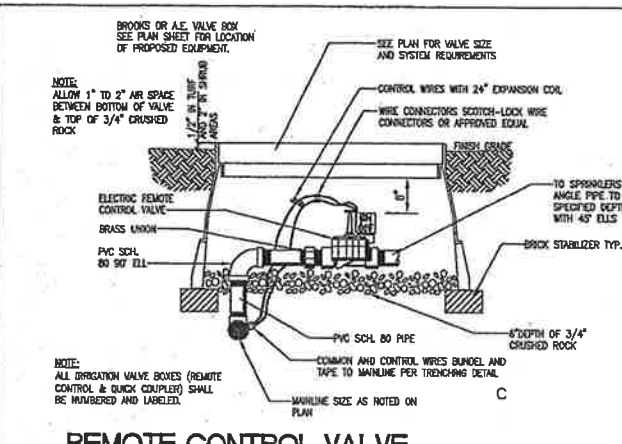 BROOKS OR A.E. VALVE BOX
SEE PLAN SHEET FOR LOCATION
OF PROPOSED EQUIPMENT.
SEE PLAN FOR VALVE SIZE
AND SYSTEM REQUIREMENTS
NOTE:
ALLOW 1" TO 2" AIR SPACE
BETWEEN BOTTOM OF VALVE
& TOP OF 3/4" CRUSHED
ROCK
1/2" IN TURF
AND 2" IN SHRUB
AREAS
CONTROL WIRES WITH 24" EXPANSION COIL
WIRE CONNECTORS SCOTCH-LOCK WIRE
CONNECTORS OR APPROVED EQUAL
FINISH GRADE
6"
ELECTRIC REMOTE
CONTROL VALVE
TO SPRINKLERS
ANGLE PIPE TO
SPECIFIED DEPT
WITH 45° ELLS
BRASS UNION
BRICK STABILIZER TYP.
PVC SCH.
80 90° ELL
PVC SCH. 80 PIPE
6" DEPTH OF 3/4"
CRUSHED ROCK
COMMON AND CONTROL WIRES BUNDEL AND
TAPE TO MAINLINE PER TRENCHING DETAIL
NOTE:
ALL IRRIGATION VALVE BOXES (REMOTE
CONTROL & QUICK COUPLER) SHALL
BE NUMBERED AND LABELED.
C
MAINLINE SIZE AS NOTED ON
PLAN
REMOTE CONTROL VALVE